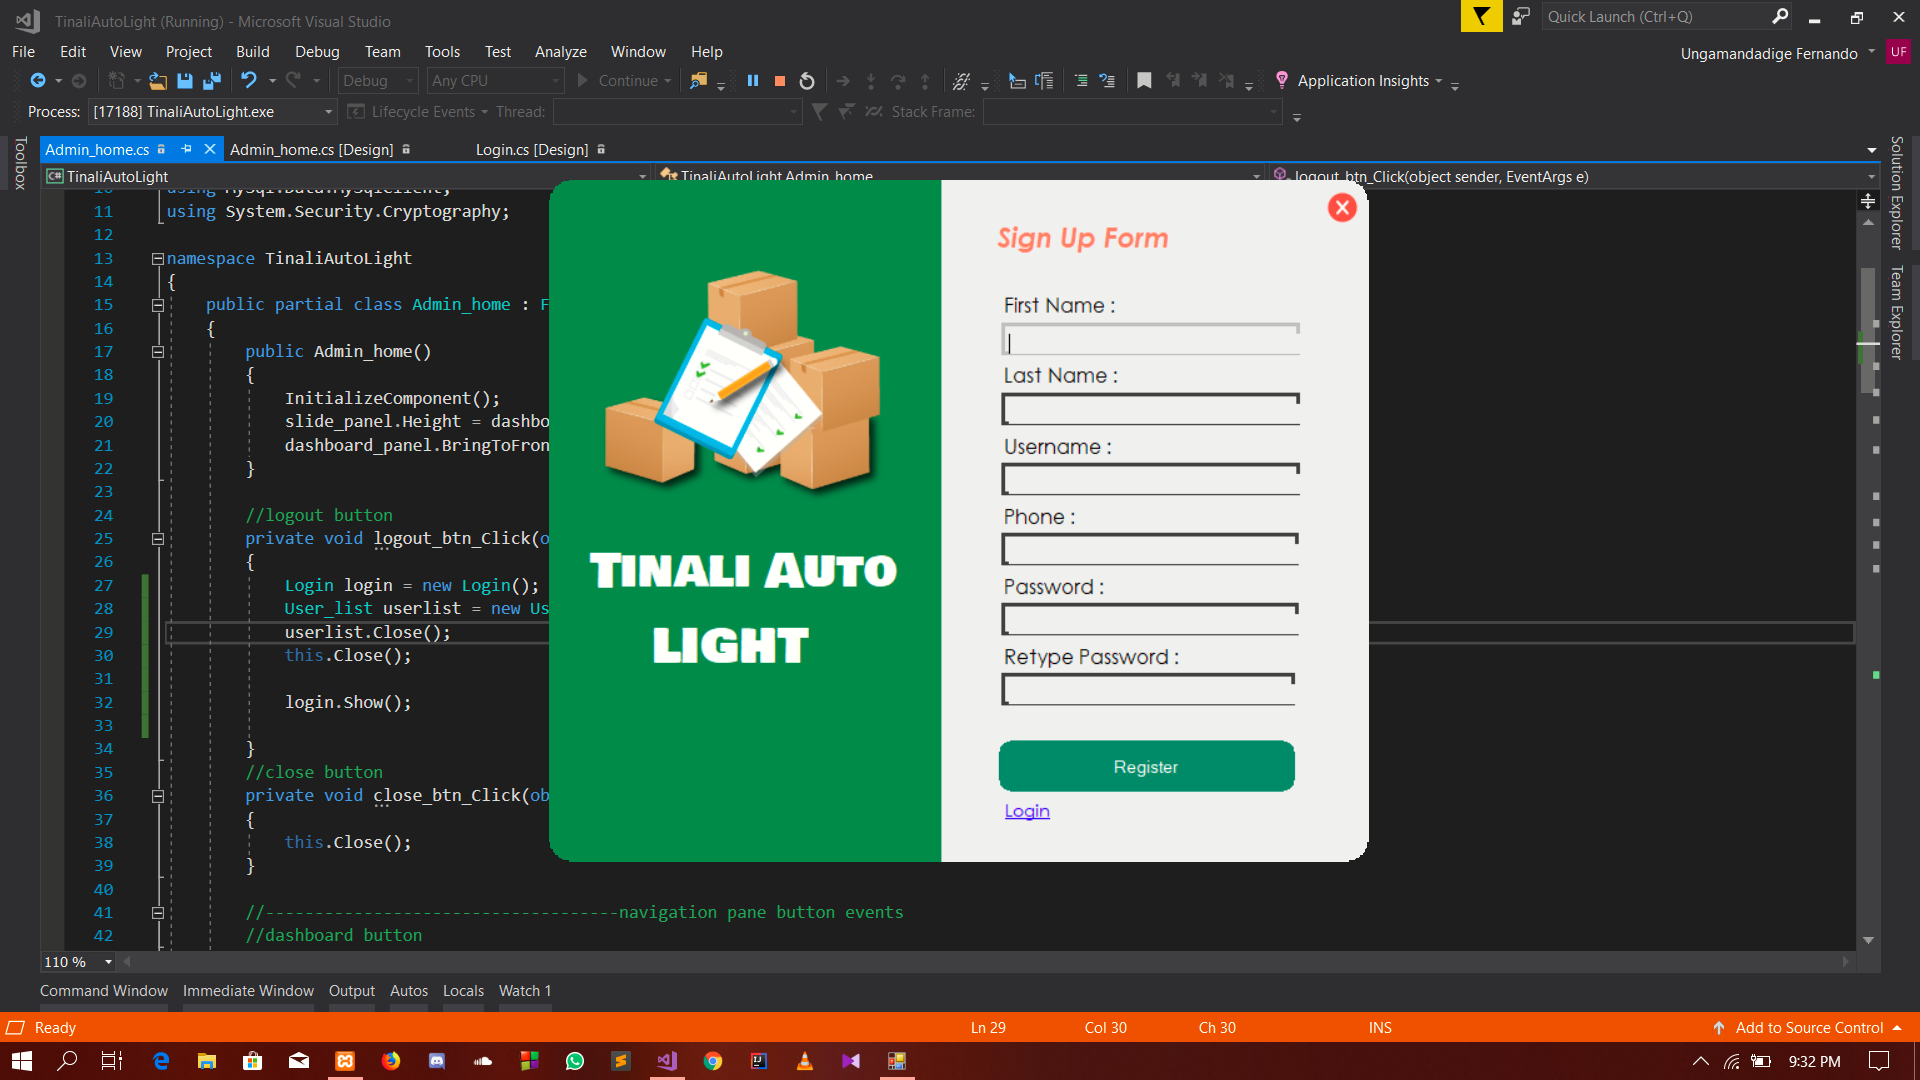 TinaliAutoLight (Running) - Microsoft Visual Studio
Quick Launch (Ctrl+Q)
File Edit View Project Build Debug Team Tools Test Analyze Window Help
Ungamandadige Fernando UF
Debug Any CPU Continue Application Insights
Process: [17188] TinaliAutoLight.exe Lifecycle Events Thread: Stack Frame:
Toolbox
Admin_home.cs Admin_home.cs [Design] Login.cs [Design]
Solution Explorer
Team Explorer
C# TinaliAutoLight TinaliAutoLight.Admin_home logout_btn_Click(object sender, EventArgs e)
10 using MySql.Data.MySqlClient;
11 using System.Security.Cryptography;
12
13 namespace TinaliAutoLight
14 {
15 public partial class Admin_home : F
16 {
17 public Admin_home()
18 {
19 InitializeComponent();
20 slide_panel.Height = dashbo
21 dashboard_panel.BringToFron
22 }
23
24 //logout button
25 private void logout_btn_Click(o
26 {
27 Login login = new Login();
28 User_list userlist = new Us
29 userlist.Close();
30 this.Close();
31
32 login.Show();
33
34 }
35 //close button
36 private void close_btn_Click(ob
37 {
38 this.Close();
39 }
40
41 //------------------------------------navigation pane button events
42 //dashboard button
Tinali Auto
LIGHT
Sign Up Form
First Name :
Last Name :
Username :
Phone :
Password :
Retype Password :
Register
Login
110 %
Command Window Immediate Window Output Autos Locals Watch 1
Ready Ln 29 Col 30 Ch 30 INS Add to Source Control
9:32 PM